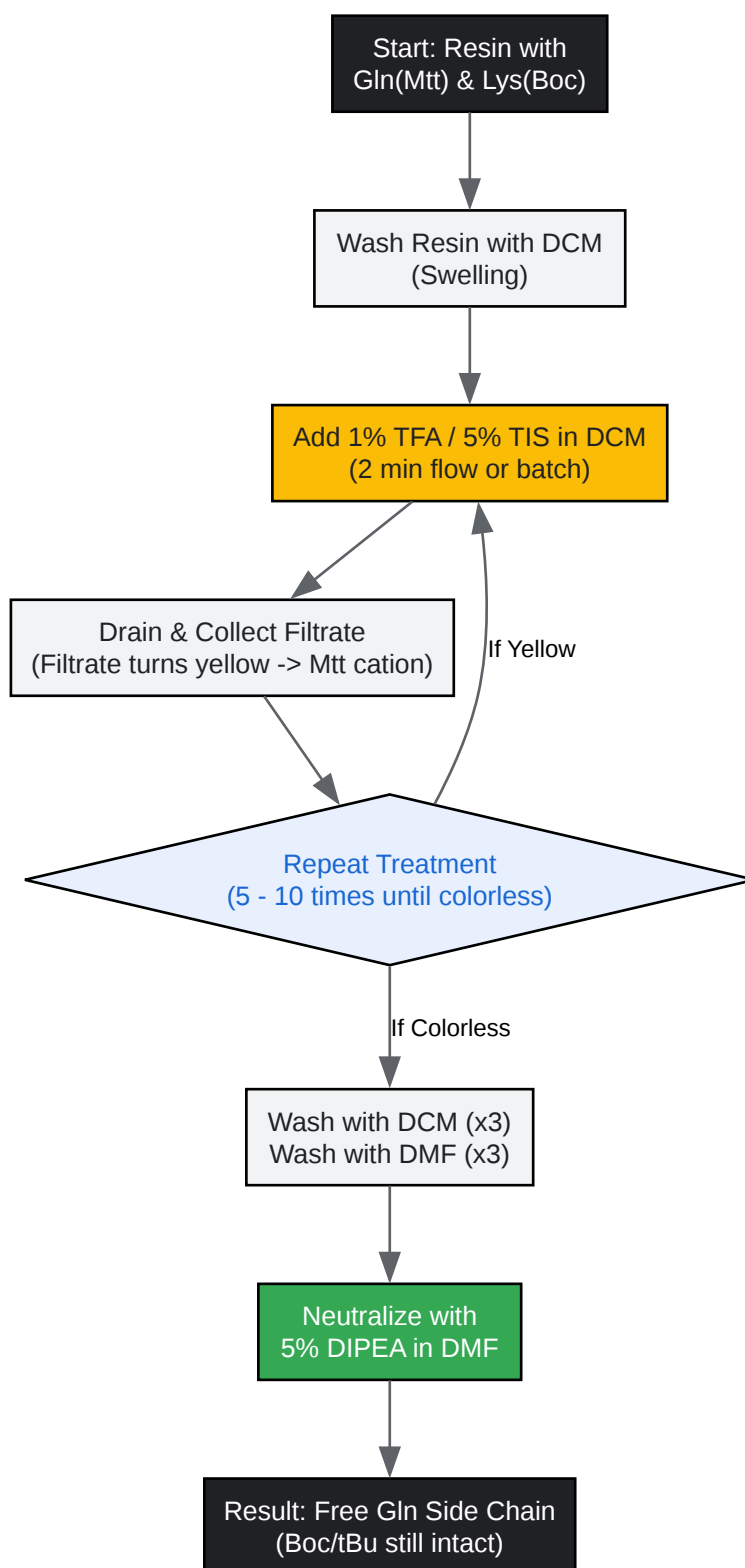 Start: Resin with
Gln(Mtt) & Lys(Boc)
Wash Resin with DCM
(Swelling)
Add 1% TFA / 5% TIS in DCM
(2 min flow or batch)
Drain & Collect Filtrate
(Filtrate turns yellow -> Mtt cation)
If Yellow
Repeat Treatment
(5 - 10 times until colorless)
If Colorless
Wash with DCM (x3)
Wash with DMF (x3)
Neutralize with
5% DIPEA in DMF
Result: Free Gln Side Chain
(Boc/tBu still intact)